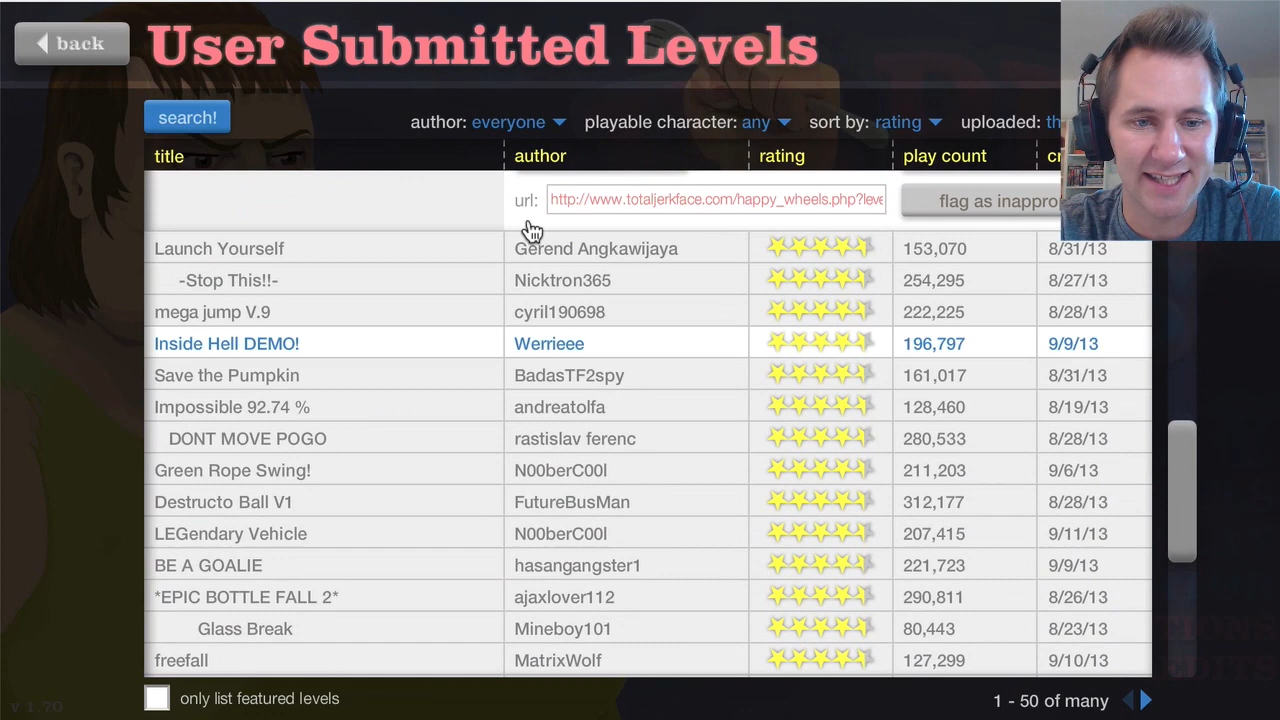 back
User Submitted Levels
search!
author: everyone playable character: any sort by: rating uploaded: th
title author rating play count cr
url: http://www.totaljerkface.com/happy_wheels.php?leve flag as inappro
Launch Yourself Gerend Angkawijaya 153,070 8/31/13
-Stop This!!- Nicktron365 254,295 8/27/13
mega jump V.9 cyril190698 222,225 8/28/13
Inside Hell DEMO! Werrieee 196,797 9/9/13
Save the Pumpkin BadasTF2spy 161,017 8/31/13
Impossible 92.74 % andreatolfa 128,460 8/19/13
DONT MOVE POGO rastislav ferenc 280,533 8/28/13
Green Rope Swing! N00berC00l 211,203 9/6/13
Destructo Ball V1 FutureBusMan 312,177 8/28/13
LEGendary Vehicle N00berC00l 207,415 9/11/13
BE A GOALIE hasangangster1 221,723 9/9/13
*EPIC BOTTLE FALL 2* ajaxlover112 290,811 8/26/13
Glass Break Mineboy101 80,443 8/23/13
freefall MatrixWolf 127,299 9/10/13
only list featured levels 1 - 50 of many
v 1.70